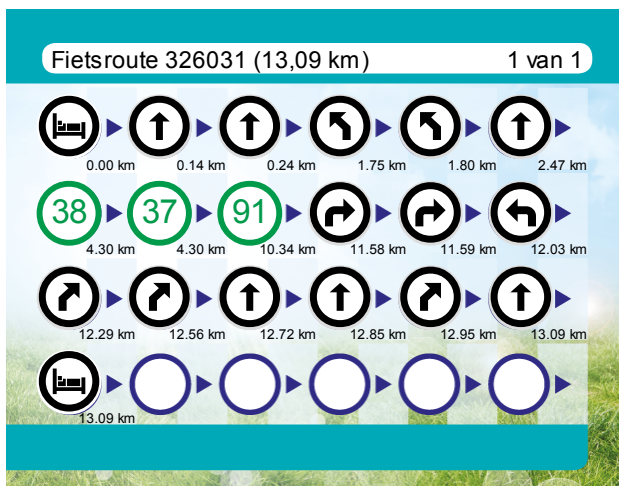 Fietsroute 326031 (13,09 km) 1 van 1
0.00 km 0.14 km 0.24 km 1.75 km 1.80 km 2.47 km
38 37 91
4.30 km 4.30 km 10.34 km 11.58 km 11.59 km 12.03 km
12.29 km 12.56 km 12.72 km 12.85 km 12.95 km 13.09 km
13.09 km